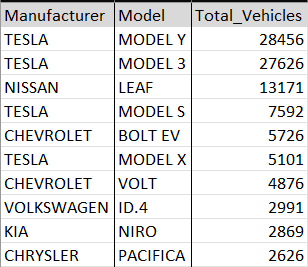 Manufacturer Model Total_Vehicles
TESLA MODEL Y 28456
TESLA MODEL 3 27626
NISSAN LEAF 13171
TESLA MODEL S 7592
CHEVROLET BOLT EV 5726
TESLA MODEL X 5101
CHEVROLET VOLT 4876
VOLKSWAGEN ID.4 2991
KIA NIRO 2869
CHRYSLER PACIFICA 2626